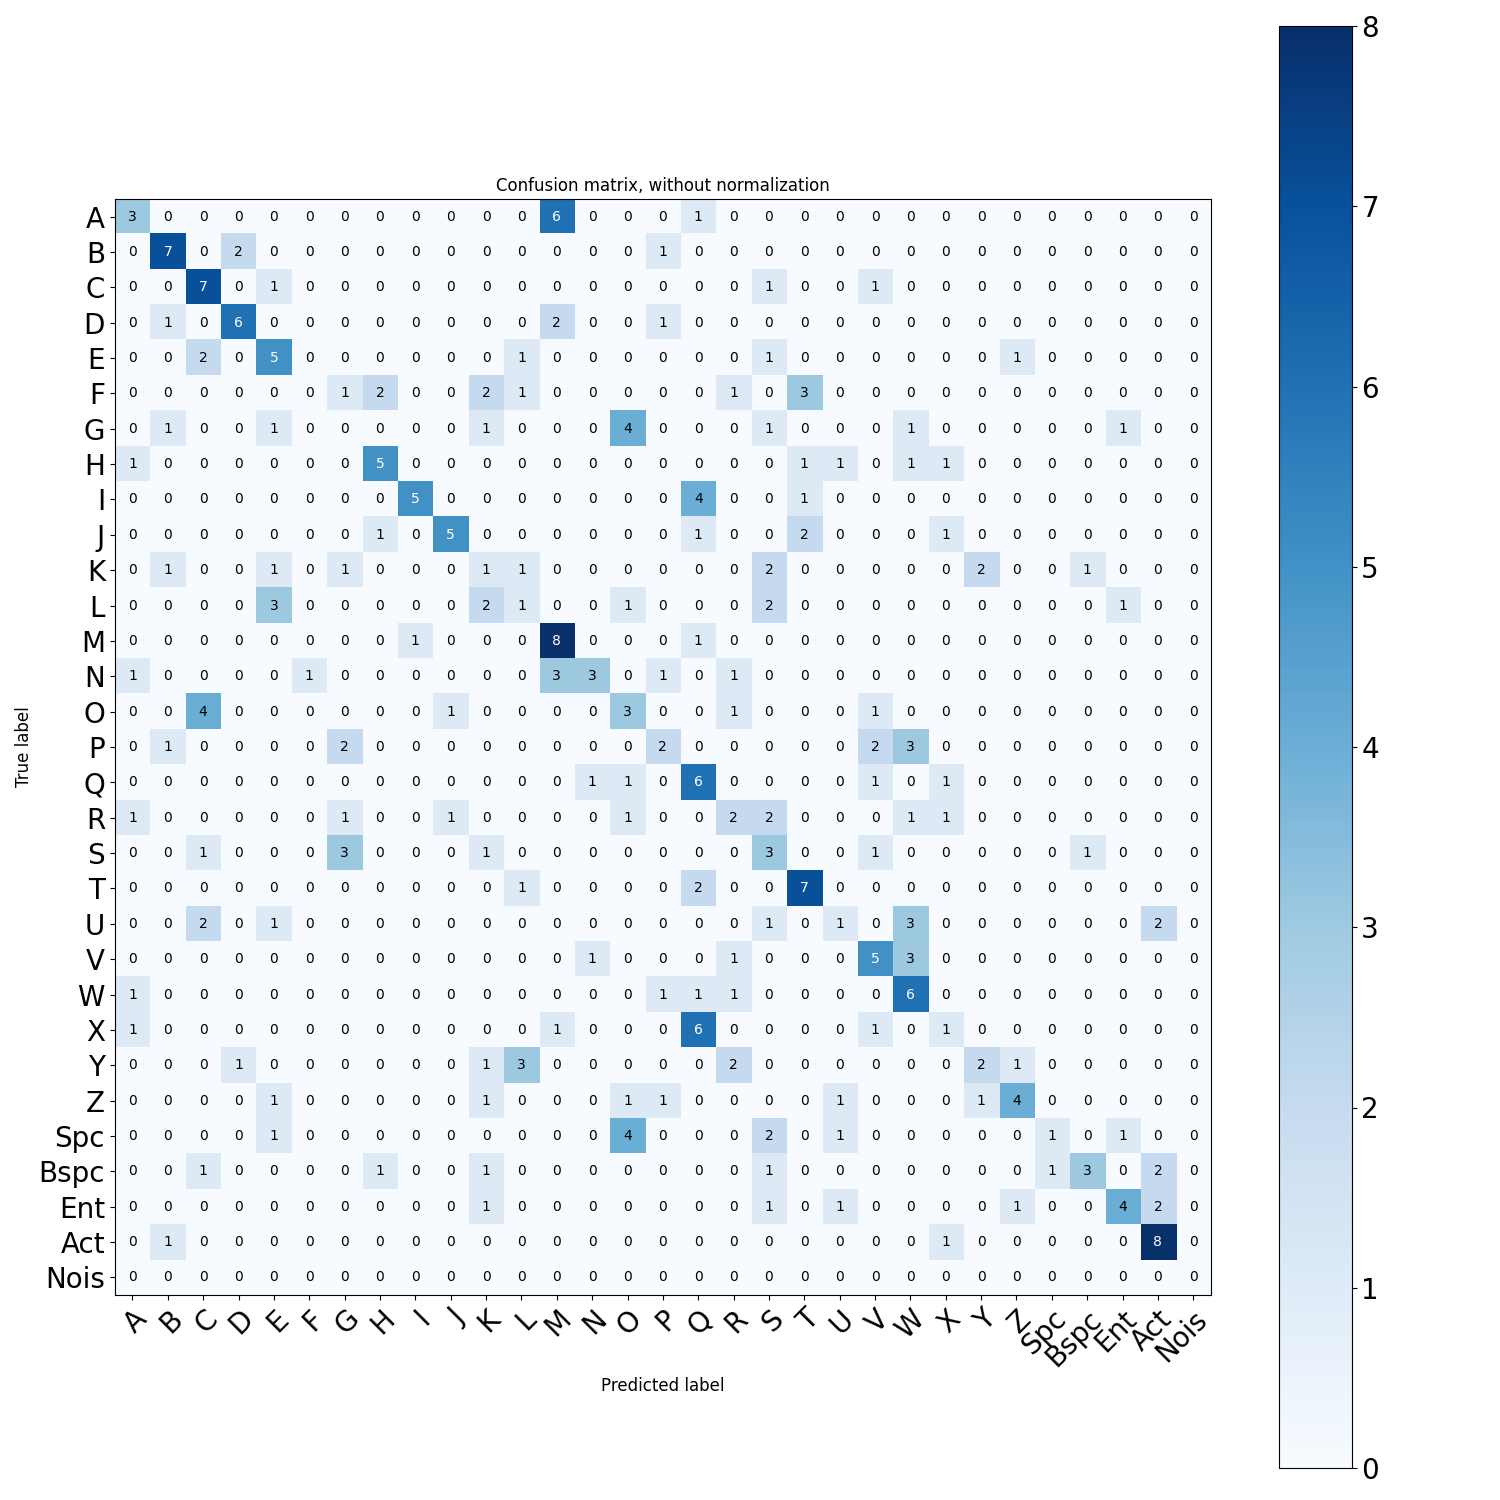 Confusion matrix, without normalization
True label
A 3 0 0 0 0 0 0 0 0 0 0 0 6 0 0 0 1 0 0 0 0 0 0 0 0 0 0 0 0 0 0
B 0 7 0 2 0 0 0 0 0 0 0 0 0 0 0 1 0 0 0 0 0 0 0 0 0 0 0 0 0 0 0
C 0 0 7 0 1 0 0 0 0 0 0 0 0 0 0 0 0 0 1 0 0 1 0 0 0 0 0 0 0 0 0
D 0 1 0 6 0 0 0 0 0 0 0 0 2 0 0 1 0 0 0 0 0 0 0 0 0 0 0 0 0 0 0
E 0 0 2 0 5 0 0 0 0 0 0 1 0 0 0 0 0 0 1 0 0 0 0 0 0 1 0 0 0 0 0
F 0 0 0 0 0 0 1 2 0 0 2 1 0 0 0 0 0 1 0 3 0 0 0 0 0 0 0 0 0 0 0
G 0 1 0 0 1 0 0 0 0 0 1 0 0 0 4 0 0 0 1 0 0 0 1 0 0 0 0 0 1 0 0
H 1 0 0 0 0 0 0 5 0 0 0 0 0 0 0 0 0 0 0 1 1 0 1 1 0 0 0 0 0 0 0
I 0 0 0 0 0 0 0 0 5 0 0 0 0 0 0 0 4 0 0 1 0 0 0 0 0 0 0 0 0 0 0
J 0 0 0 0 0 0 0 1 0 5 0 0 0 0 0 0 1 0 0 2 0 0 0 1 0 0 0 0 0 0 0
K 0 1 0 0 1 0 1 0 0 0 1 1 0 0 0 0 0 0 2 0 0 0 0 0 2 0 0 1 0 0 0
L 0 0 0 0 3 0 0 0 0 0 2 1 0 0 1 0 0 0 2 0 0 0 0 0 0 0 0 0 1 0 0
M 0 0 0 0 0 0 0 0 1 0 0 0 8 0 0 0 1 0 0 0 0 0 0 0 0 0 0 0 0 0 0
N 1 0 0 0 0 1 0 0 0 0 0 0 3 3 0 1 0 1 0 0 0 0 0 0 0 0 0 0 0 0 0
O 0 0 4 0 0 0 0 0 0 1 0 0 0 0 3 0 0 1 0 0 0 1 0 0 0 0 0 0 0 0 0
P 0 1 0 0 0 0 2 0 0 0 0 0 0 0 0 2 0 0 0 0 0 2 3 0 0 0 0 0 0 0 0
Q 0 0 0 0 0 0 0 0 0 0 0 0 0 1 1 0 6 0 0 0 0 1 0 1 0 0 0 0 0 0 0
R 1 0 0 0 0 0 1 0 0 1 0 0 0 0 1 0 0 2 2 0 0 0 1 1 0 0 0 0 0 0 0
S 0 0 1 0 0 0 3 0 0 0 1 0 0 0 0 0 0 0 3 0 0 1 0 0 0 0 0 1 0 0 0
T 0 0 0 0 0 0 0 0 0 0 0 1 0 0 0 0 2 0 0 7 0 0 0 0 0 0 0 0 0 0 0
U 0 0 2 0 1 0 0 0 0 0 0 0 0 0 0 0 0 0 1 0 1 0 3 0 0 0 0 0 0 2 0
V 0 0 0 0 0 0 0 0 0 0 0 0 0 1 0 0 0 1 0 0 0 5 3 0 0 0 0 0 0 0 0
W 1 0 0 0 0 0 0 0 0 0 0 0 0 0 0 1 1 1 0 0 0 0 6 0 0 0 0 0 0 0 0
X 1 0 0 0 0 0 0 0 0 0 0 0 1 0 0 0 6 0 0 0 0 1 0 1 0 0 0 0 0 0 0
Y 0 0 0 1 0 0 0 0 0 0 1 3 0 0 0 0 0 2 0 0 0 0 0 0 2 1 0 0 0 0 0
Z 0 0 0 0 1 0 0 0 0 0 1 0 0 0 1 1 0 0 0 0 1 0 0 0 1 4 0 0 0 0 0
Spc 0 0 0 0 1 0 0 0 0 0 0 0 0 0 4 0 0 0 2 0 1 0 0 0 0 0 1 0 1 0 0
Bspc 0 0 1 0 0 0 0 1 0 0 1 0 0 0 0 0 0 0 1 0 0 0 0 0 0 0 1 3 0 2 0
Ent 0 0 0 0 0 0 0 0 0 0 1 0 0 0 0 0 0 0 1 0 1 0 0 0 0 1 0 0 4 2 0
Act 0 1 0 0 0 0 0 0 0 0 0 0 0 0 0 0 0 0 0 0 0 0 0 1 0 0 0 0 0 8 0
Nois 0 0 0 0 0 0 0 0 0 0 0 0 0 0 0 0 0 0 0 0 0 0 0 0 0 0 0 0 0 0 0
A B C D E F G H I J K L M N O P Q R S T U V W X Y Z Spc Bspc Ent Act Nois
Predicted label
8
7
6
5
4
3
2
1
0